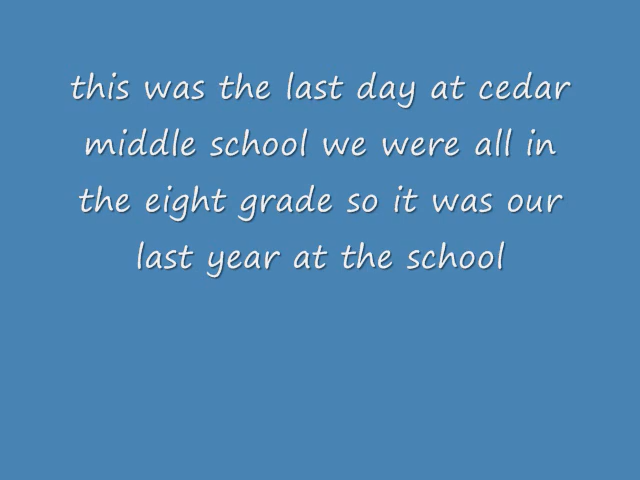 this was the last day at cedar
middle school we were all in
the eight grade so it was our
last year at the school